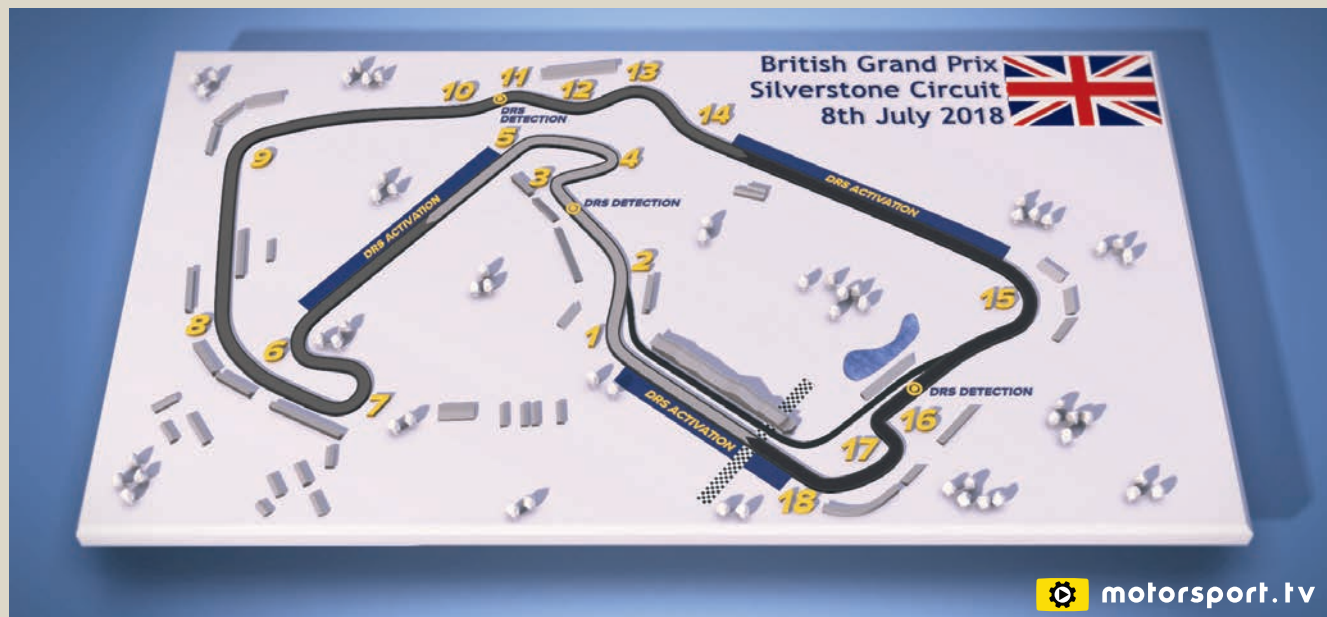 British Grand Prix
Silverstone Circuit
8th July 2018
10
11
12
13
DRS
DETECTION
14
5
4
9
3
DRS ACTIVATION
DRS ACTIVATION
DRS DETECTION
2
15
8
1
6
7
DRS ACTIVATION
DRS DETECTION
16
17
18
motorsport.tv